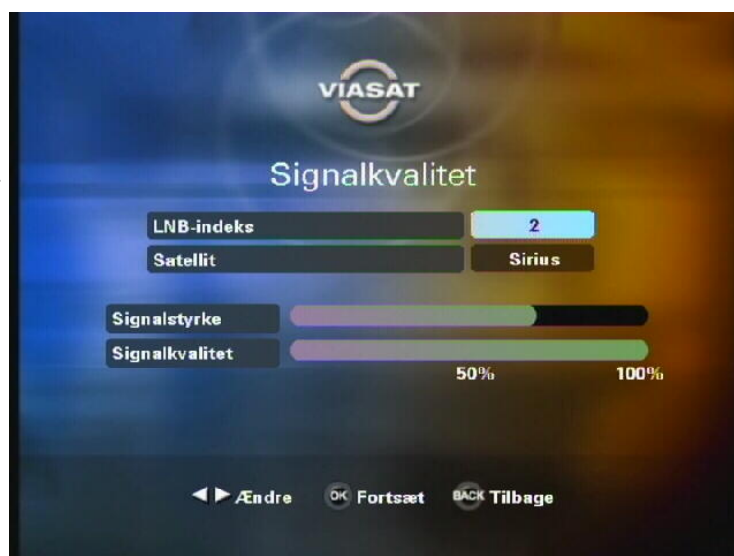 VIASAT
Signalkvalitet
LNB-indeks 2
Satellit Sirius
Signalstyrke
Signalkvalitet
50% 100%
Ændre OK Fortsæt BACK Tilbage